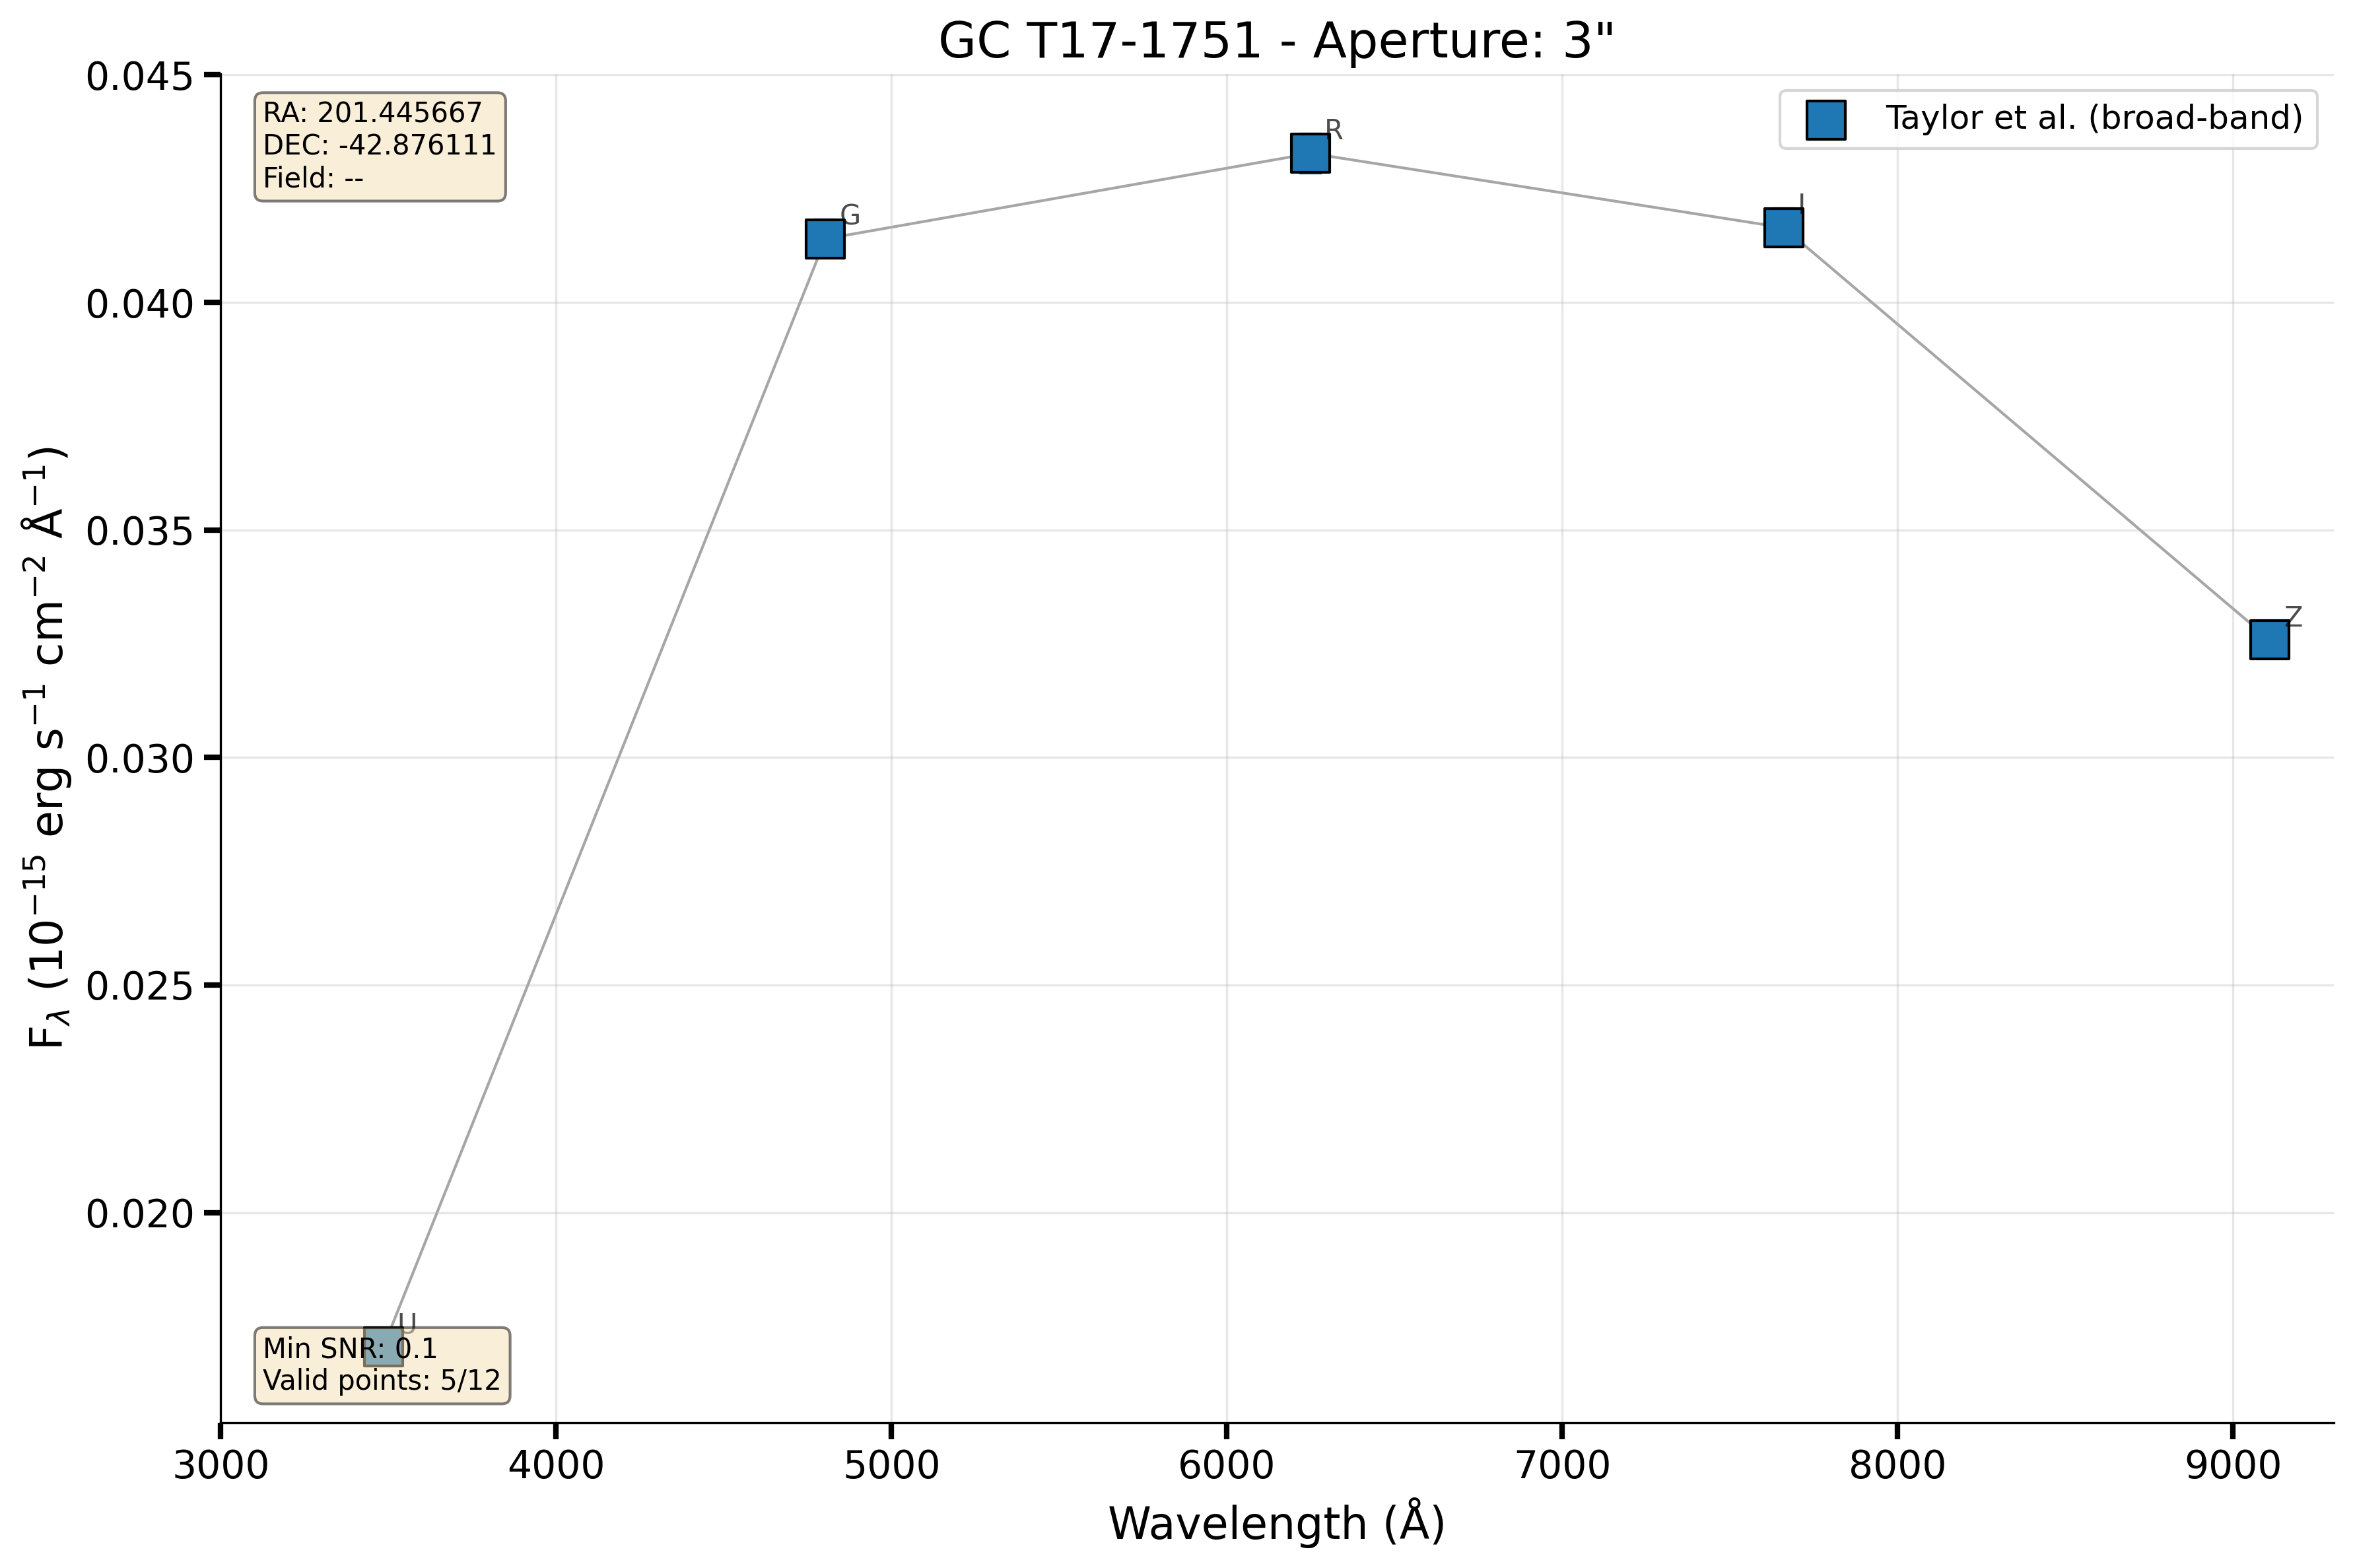 GC T17-1751 - Aperture: 3"
RA: 201.445667
DEC: -42.876111
Field: --
Taylor et al. (broad-band)
0.045
0.040
0.035
0.030
0.025
0.020
F_λ (10⁻¹⁵ erg s⁻¹ cm⁻² Å⁻¹)
U
G
R
I
Z
Min SNR: 0.1
Valid points: 5/12
3000 4000 5000 6000 7000 8000 9000
Wavelength (Å)